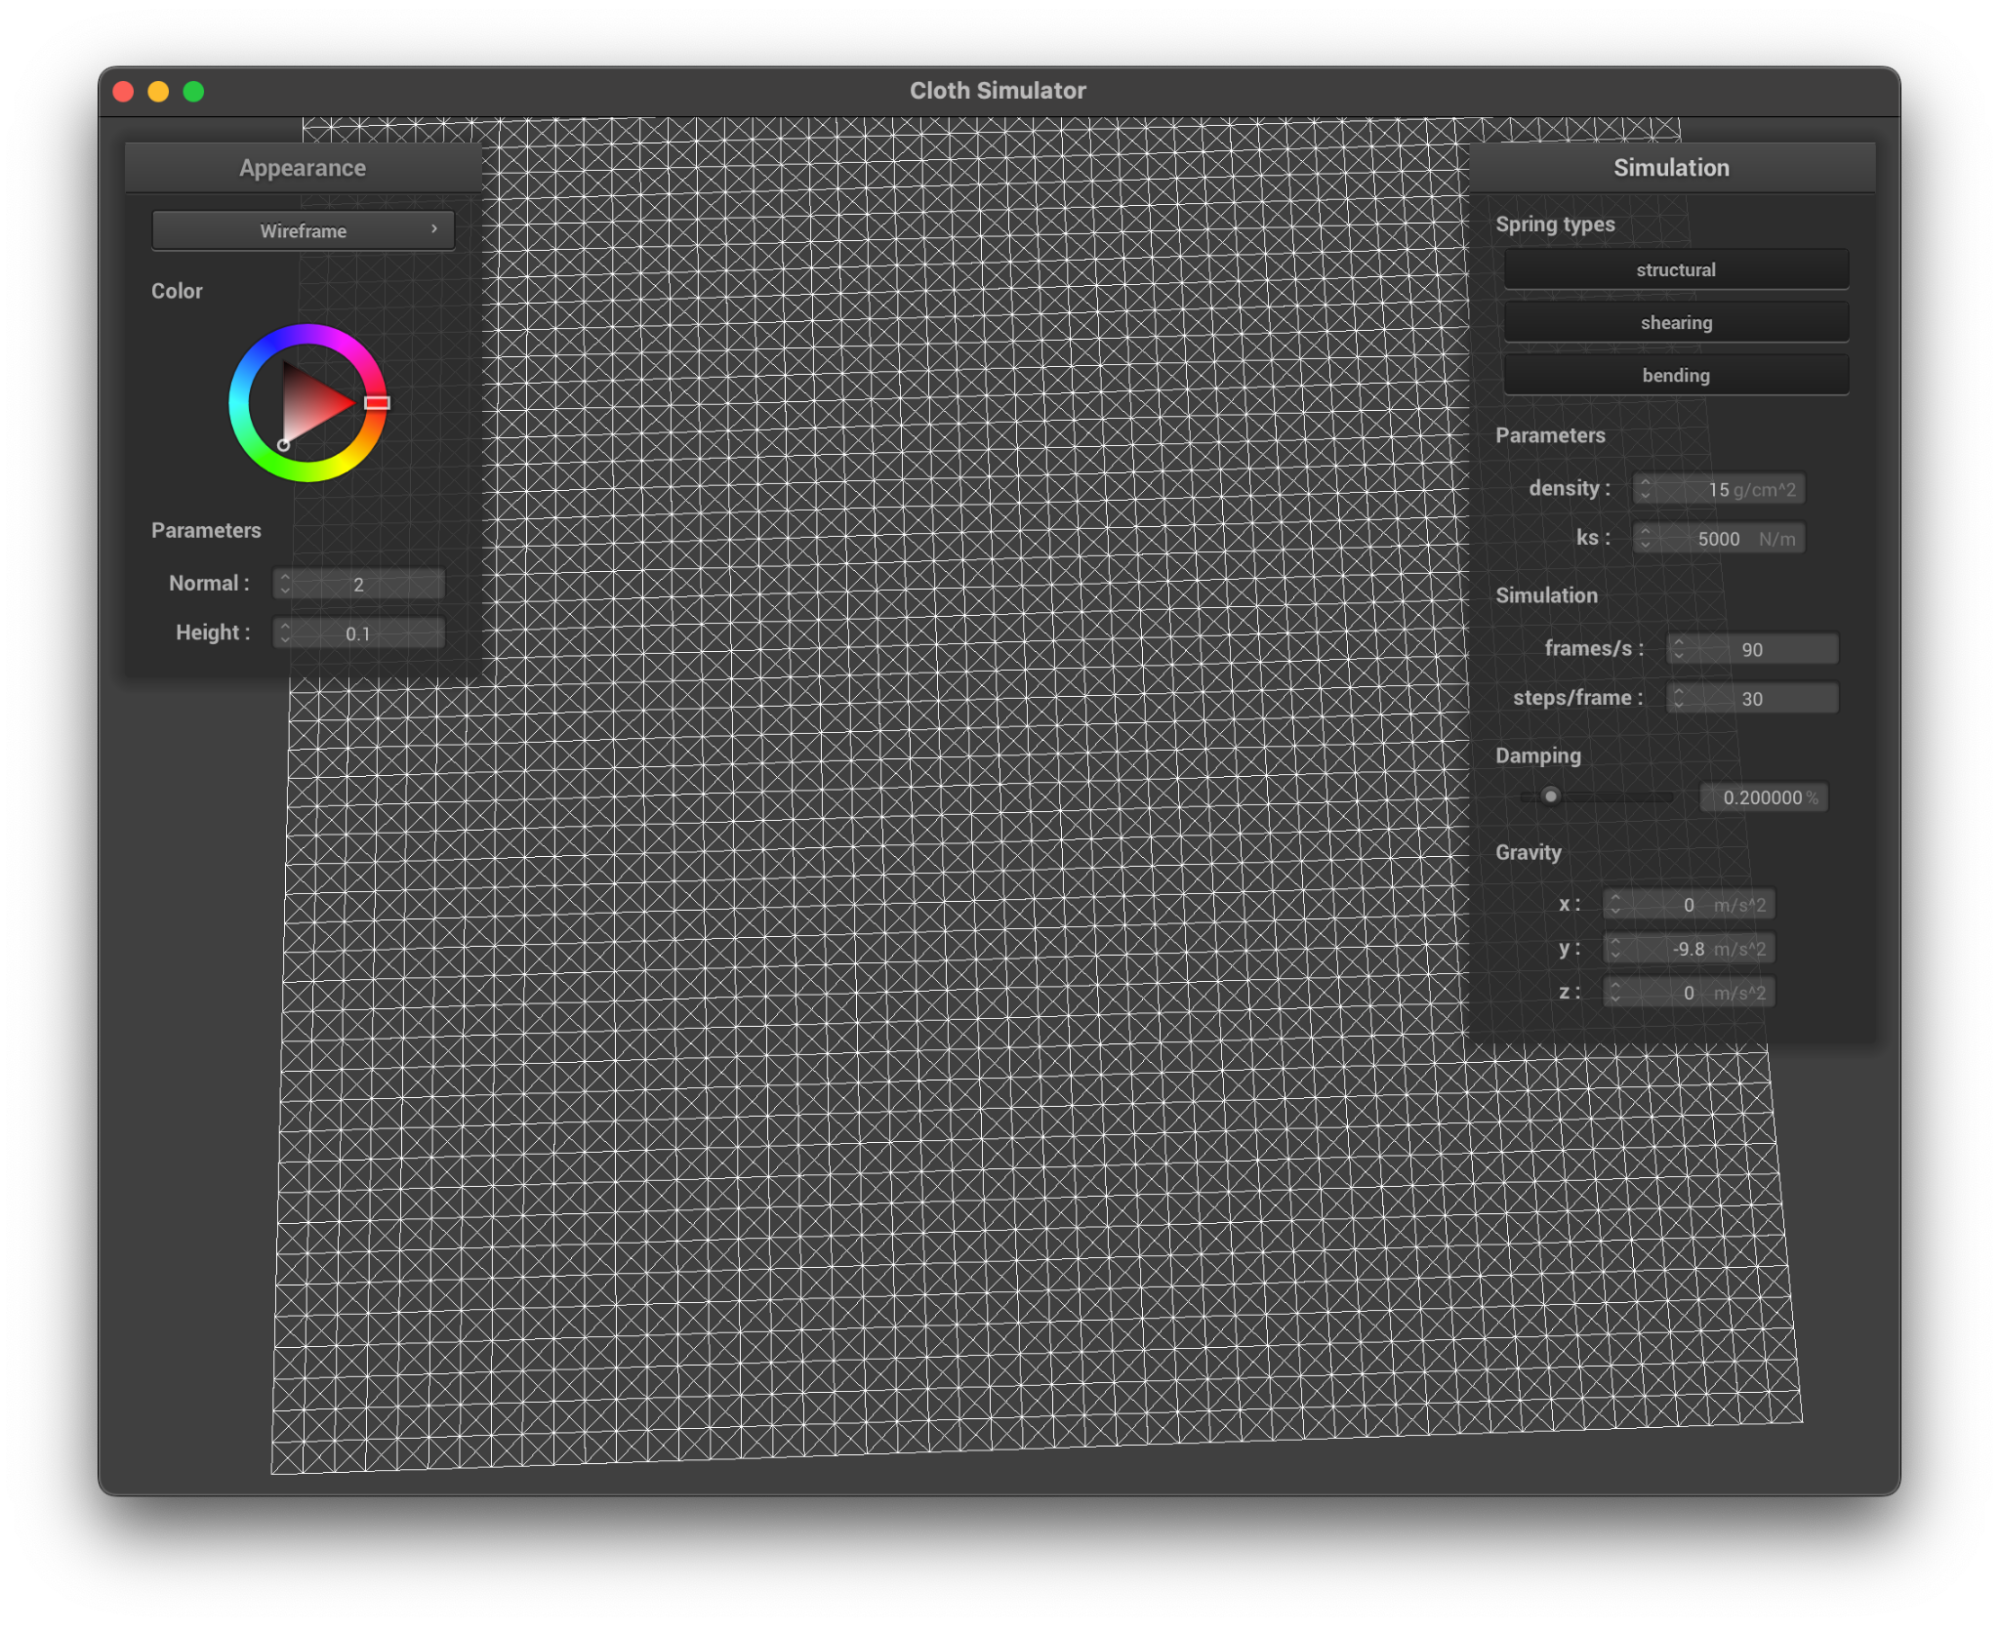 Cloth Simulator
Appearance
Wireframe
Color
Parameters
Normal : 2
Height : 0.1
Simulation
Spring types
structural
shearing
bending
Parameters
density : 15 g/cm^2
ks : 5000 N/m
Simulation
frames/s : 90
steps/frame : 30
Damping
0.200000 %
Gravity
x : 0 m/s^2
y : -9.8 m/s^2
z : 0 m/s^2